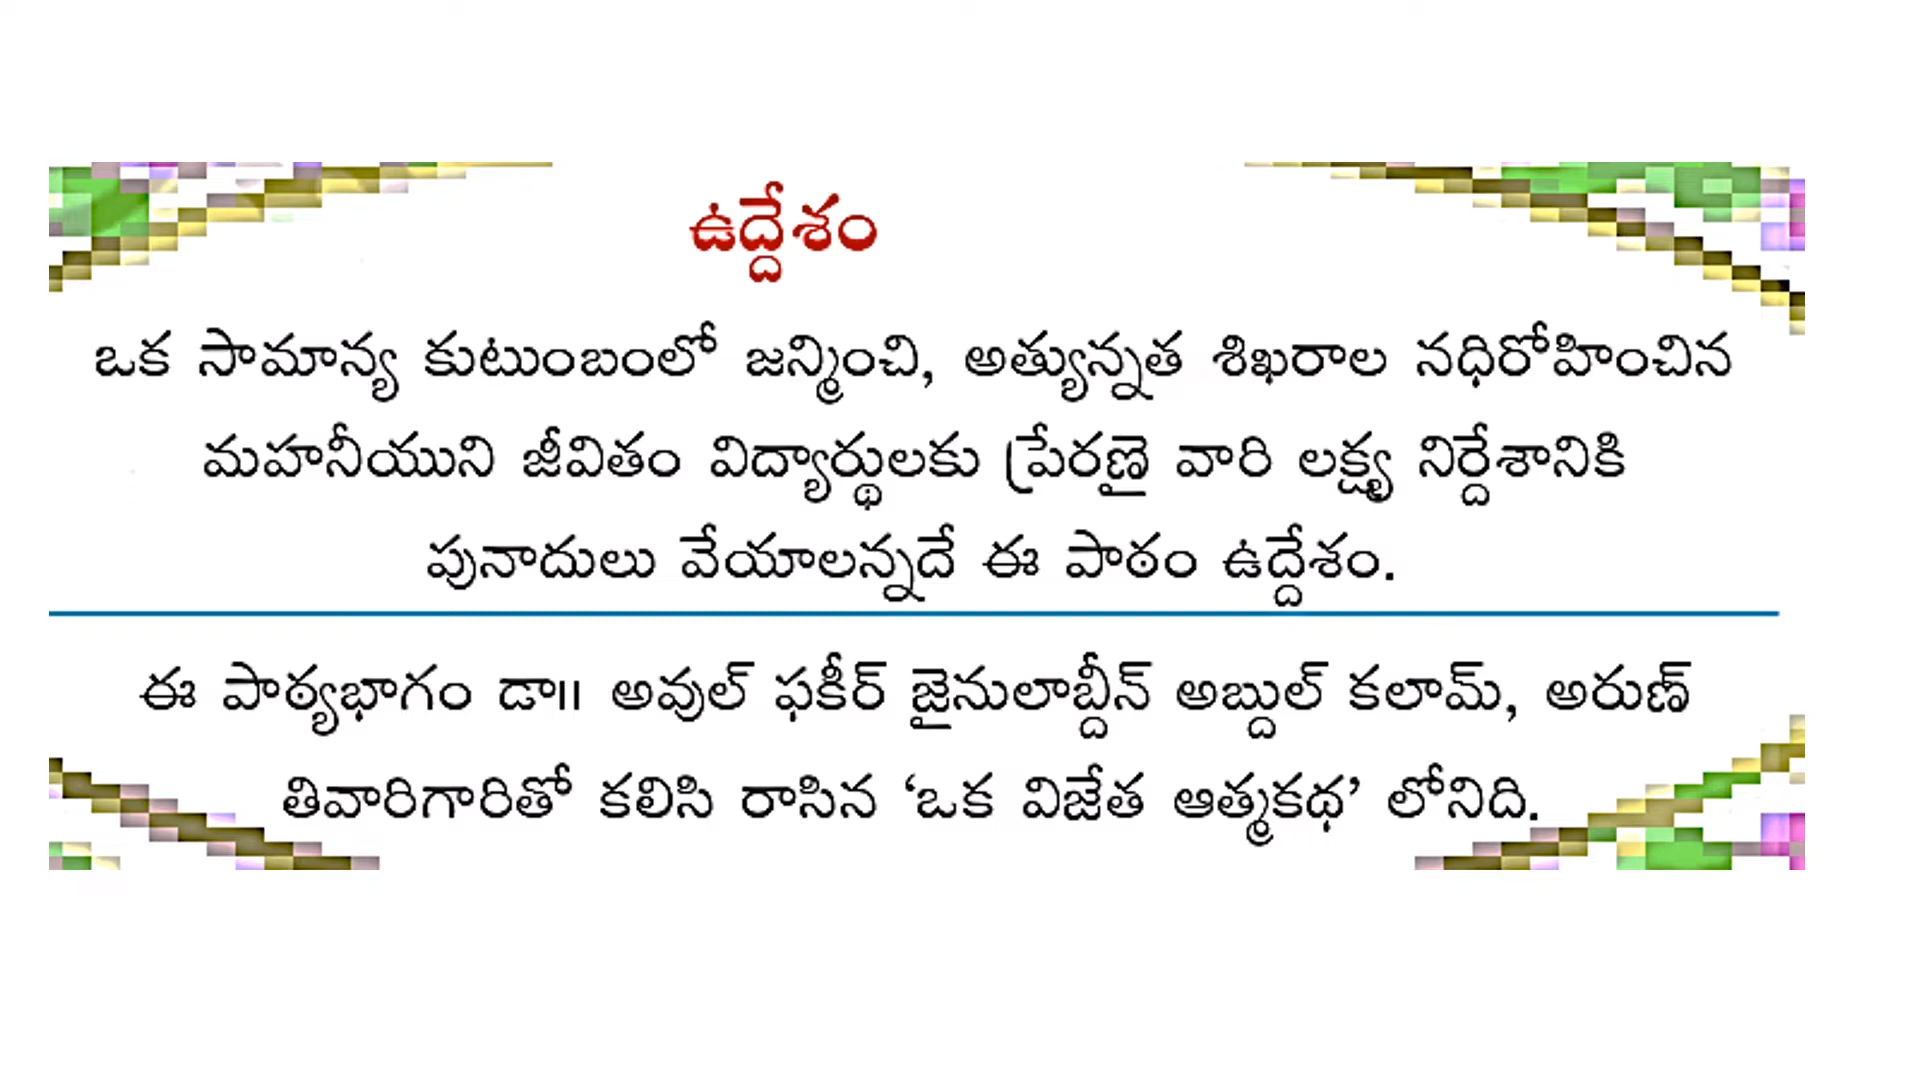 ఉద్దేశం
ఒక సామాన్య కుటుంబంలో జన్మించి, అత్యున్నత శిఖరాల నధిరోహించిన
మహనీయుని జీవితం విద్యార్థులకు ప్రేరణై వారి లక్ష్య నిర్దేశానికి
పునాదులు వేయాలన్నదే ఈ పాఠం ఉద్దేశం.
ఈ పాఠ్యభాగం డా॥ అవుల్ ఫకీర్ జైనులాబ్దీన్ అబ్దుల్ కలామ్, అరుణ్
తివారిగారితో కలిసి రాసిన ‘ఒక విజేత ఆత్మకథ’ లోనిది.